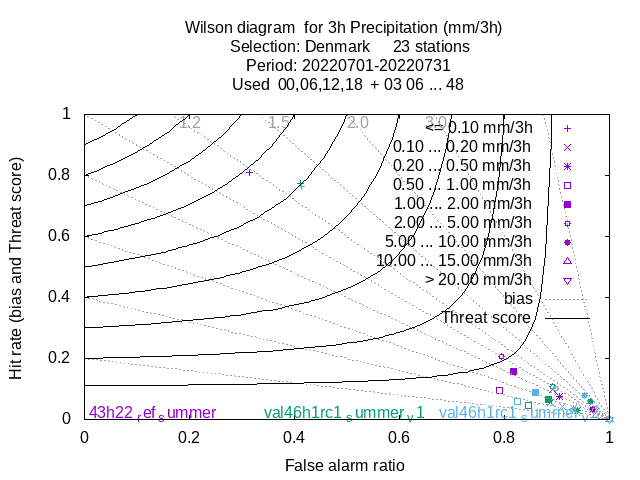 Wilson diagram  for 3h Precipitation (mm/3h)
Selection: Denmark     23 stations
Period: 20220701-20220731
Used  00,06,12,18  + 03 06 ... 48
Hit rate (bias and Threat score)
1
0.8
0.6
0.4
0.2
0
1.2 1.5 2.0 3.0
<= 0.10 mm/3h
0.10 ... 0.20 mm/3h
0.20 ... 0.50 mm/3h
0.50 ... 1.00 mm/3h
1.00 ... 2.00 mm/3h
2.00 ... 5.00 mm/3h
5.00 ... 10.00 mm/3h
10.00 ... 15.00 mm/3h
> 20.00 mm/3h
bias
Threat score
43h22refsummer val46h1rc1summerv1 val46h1rc1summerv
0 0.2 0.4 0.6 0.8 1
False alarm ratio